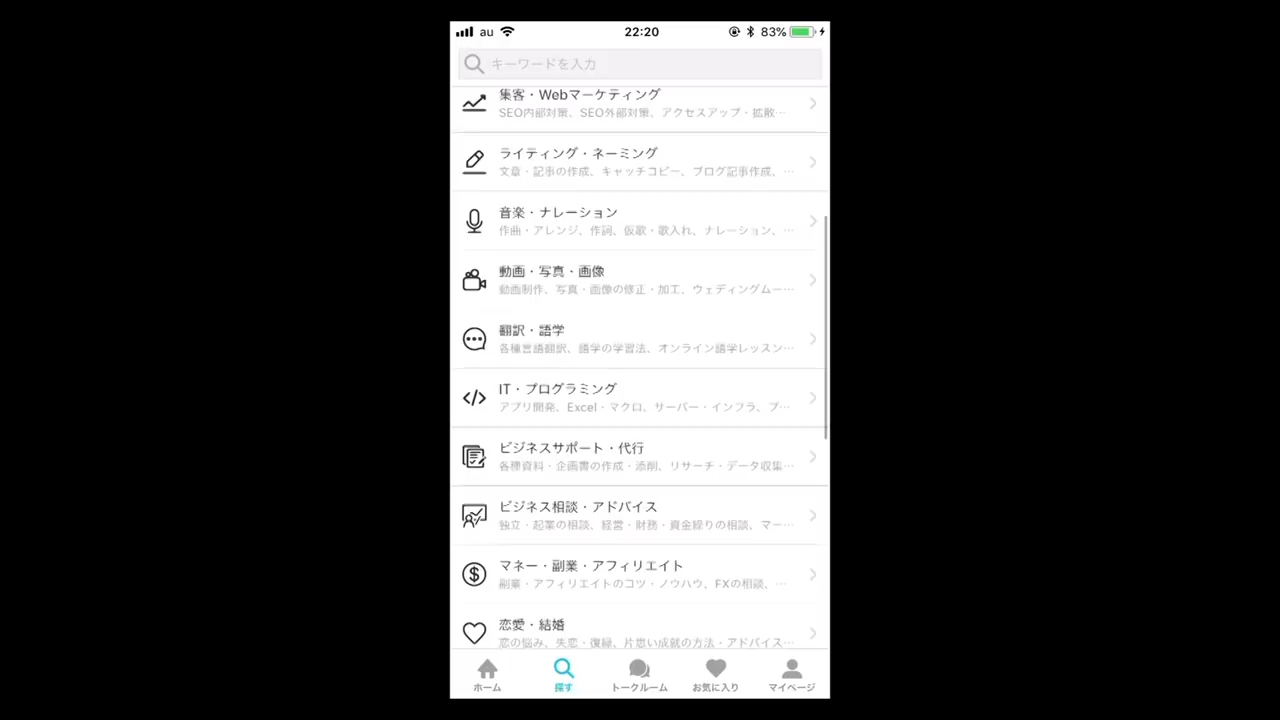 au
22:20
83%
キーワードを入力
集客・Webマーケティング
SEO内部対策、SEO外部対策、アクセスアップ・拡散…
ライティング・ネーミング
文章・記事の作成、キャッチコピー、ブログ記事作成、…
音楽・ナレーション
作曲・アレンジ、作詞、仮歌・歌入れ、ナレーション、…
動画・写真・画像
動画制作、写真・画像の修正・加工、ウェディングムー…
翻訳・語学
各種言語翻訳、語学の学習法、オンライン語学レッスン…
IT・プログラミング
アプリ開発、Excel・マクロ、サーバー・インフラ、プ…
ビジネスサポート・代行
各種資料・企画書の作成・添削、リサーチ・データ収集…
ビジネス相談・アドバイス
独立・起業の相談、経営・財務・資金繰りの相談、マー…
マネー・副業・アフィリエイト
副業・アフィリエイトのコツ・ノウハウ、FXの相談、…
恋愛・結婚
恋の悩み、失恋・復縁、片思い成就の方法・アドバイス…
ホーム 探す トークルーム お気に入り マイページ